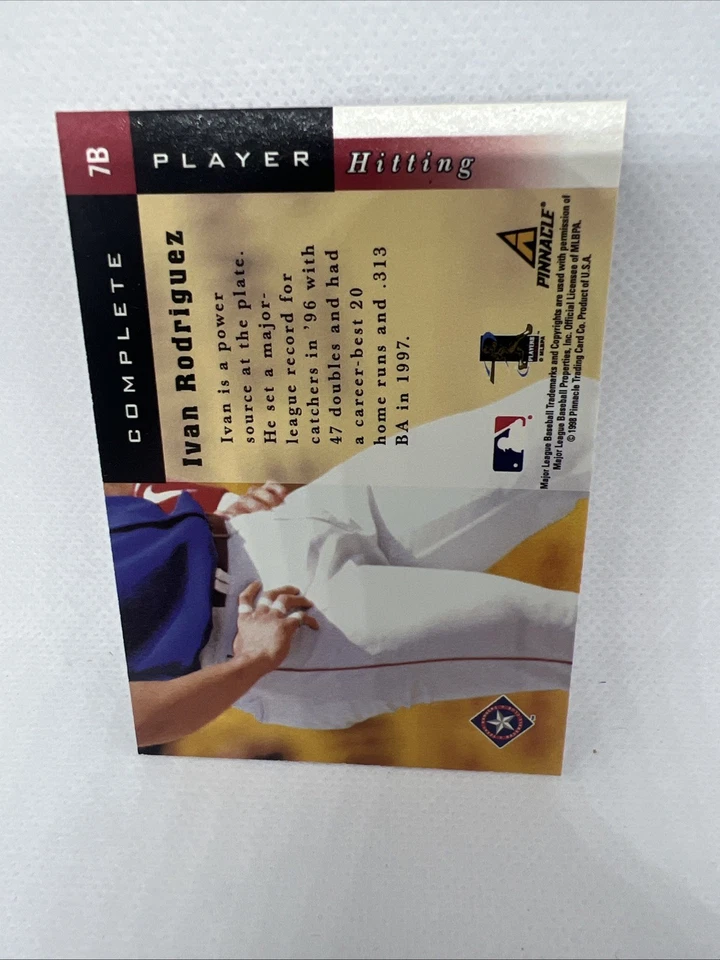 7B
COMPLETE
PLAYER
Hitting
Ivan Rodriguez
Ivan is a power
source at the plate.
He set a major-
league record for
catchers in '96 with
47 doubles and had
a career-best 20
home runs and .313
BA in 1997.
PLAYERS
© MLBPA
PINNACLE®
Major League Baseball Trademarks and Copyrights are used with permission of
Major League Baseball Properties, Inc. Official Licensee of MLBPA.
© 1998 Pinnacle Trading Card Co. Product of U.S.A.